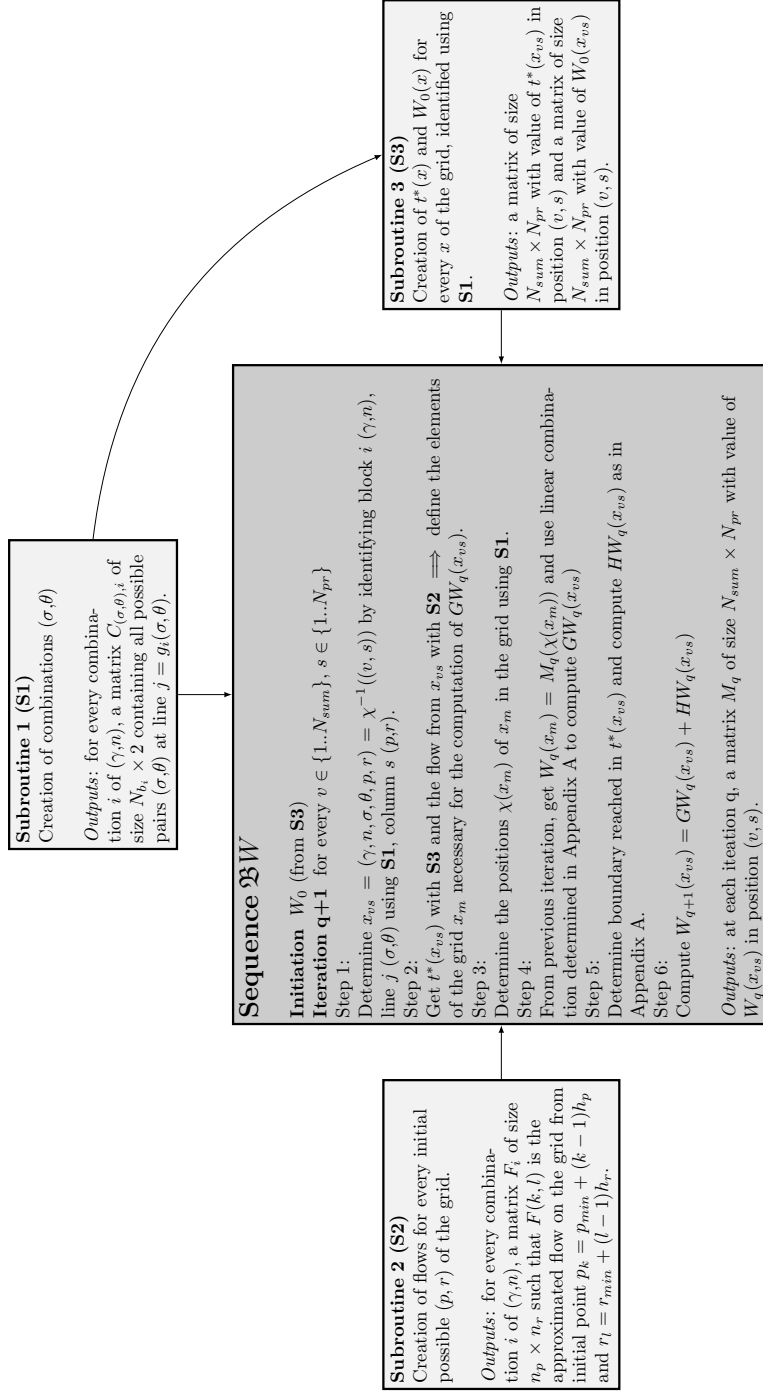 Subroutine 1 (S1)
Creation of combinations (σ,θ)
Outputs: for every combina-
tion i of (γ,n), a matrix C_{(σ,θ),i} of
size N_{b_i} × 2 containing all possible
pairs (σ,θ) at line j = g_i(σ,θ).
Subroutine 2 (S2)
Creation of flows for every initial
possible (p, r) of the grid.
Outputs: for every combina-
tion i of (γ,n), a matrix F_i of size
n_p × n_r such that F(k, l) is the
approximated flow on the grid from
initial point p_k = p_{min} + (k − 1)h_p
and r_l = r_{min} + (l − 1)h_r.
Sequence 𝔅W
Initiation W_0 (from S3)
Iteration q+1 for every v ∈ {1..N_{sum}}, s ∈ {1..N_{pr}}
Step 1:
Determine x_{vs} = (γ, n, σ, θ, p, r) = χ^{−1}((v, s)) by identifying block i (γ,n),
line j (σ,θ) using S1, column s (p,r).
Step 2:
Get t^*(x_{vs}) with S3 and the flow from x_{vs} with S2 ⟹ define the elements
of the grid x_m necessary for the computation of GW_q(x_{vs}).
Step 3:
Determine the positions χ(x_m) of x_m in the grid using S1.
Step 4:
From previous iteration, get W_q(x_m) = M_q(χ(x_m)) and use linear combina-
tion determined in Appendix A to compute GW_q(x_{vs})
Step 5:
Determine boundary reached in t^*(x_{vs}) and compute HW_q(x_{vs}) as in
Appendix A.
Step 6:
Compute W_{q+1}(x_{vs}) = GW_q(x_{vs}) + HW_q(x_{vs})
Outputs: at each iteation q, a matrix M_q of size N_{sum} × N_{pr} with value of
W_q(x_{vs}) in position (v, s).
Subroutine 3 (S3)
Creation of t^*(x) and W_0(x) for
every x of the grid, identified using
S1.
Outputs: a matrix of size
N_{sum} × N_{pr} with value of t^*(x_{vs}) in
position (v, s) and a matrix of size
N_{sum} × N_{pr} with value of W_0(x_{vs})
in position (v, s).